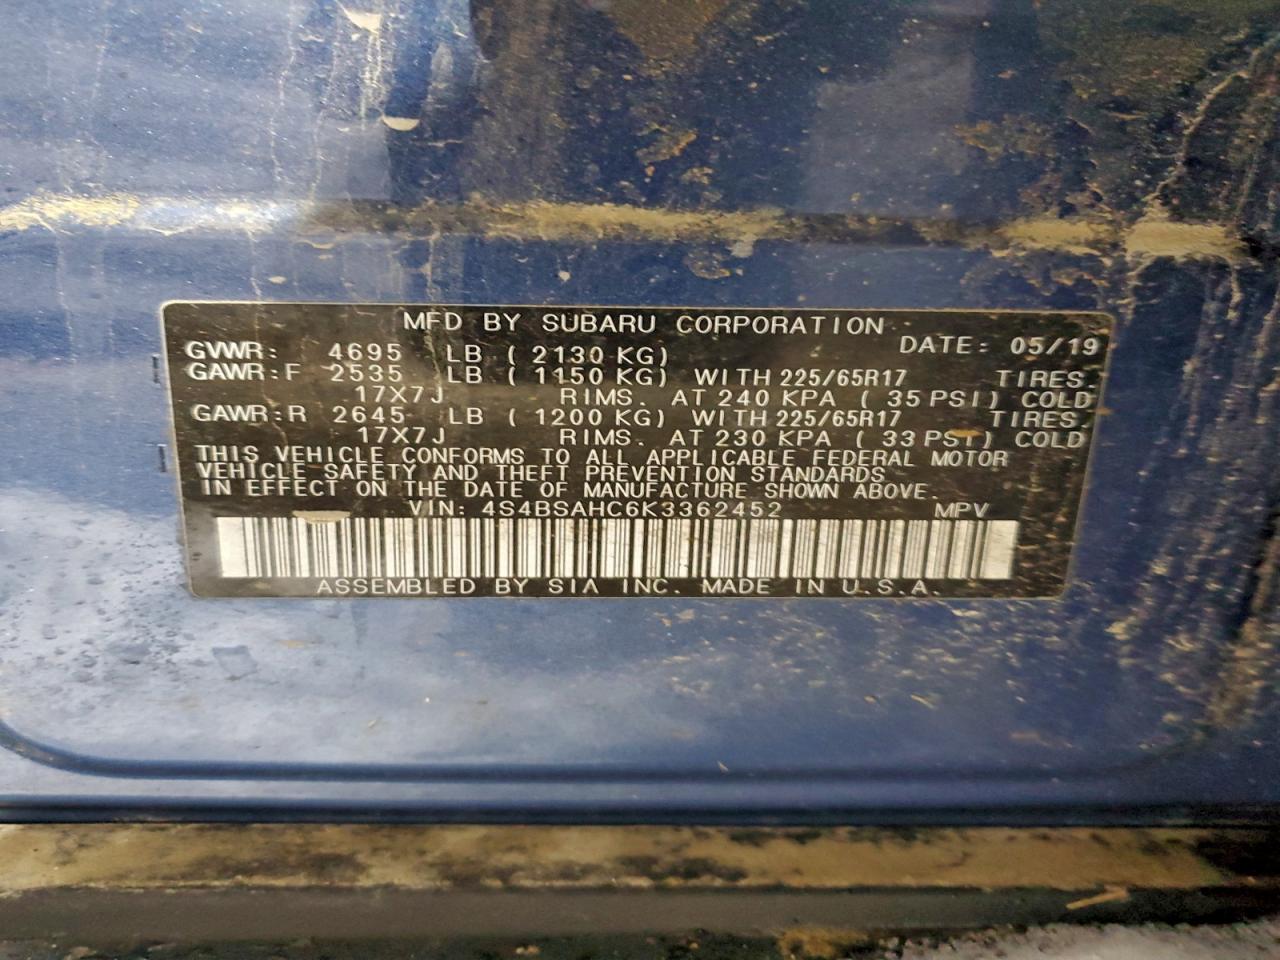 MFD BY SUBARU CORPORATION
GVWR: 4695 LB ( 2130 KG) DATE: 05/19
GAWR:F 2535 LB ( 1150 KG) WITH 225/65R17 TIRES.
17X7J RIMS. AT 240 KPA ( 35 PSI) COLD
GAWR:R 2645 LB ( 1200 KG) WITH 225/65R17 TIRES.
17X7J RIMS. AT 230 KPA ( 33 PSI) COLD
THIS VEHICLE CONFORMS TO ALL APPLICABLE FEDERAL MOTOR
VEHICLE SAFETY AND THEFT PREVENTION STANDARDS
IN EFFECT ON THE DATE OF MANUFACTURE SHOWN ABOVE.
VIN: 4S4BSAHC6K3362452 MPV
ASSEMBLED BY SIA INC. MADE IN U.S.A.